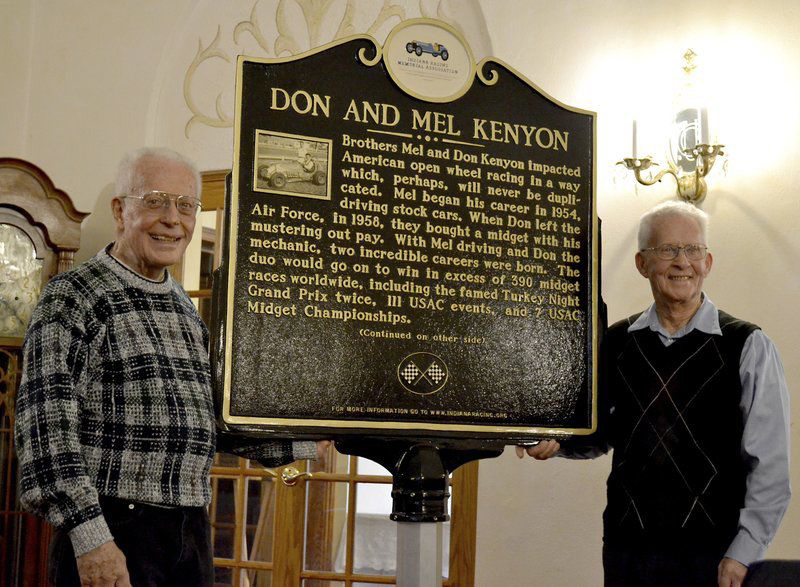 INDIANA RACING
MEMORIAL ASSOCIATION
DON AND MEL KENYON
Brothers Mel and Don Kenyon impacted
American open wheel racing in a way
which, perhaps, will never be dupli-
cated. Mel began his career in 1954,
driving stock cars. When Don left the
Air Force, in 1958, they bought a midget with his
mustering out pay. With Mel driving and Don the
mechanic, two incredible careers were born. The
duo would go on to win in excess of 390 midget
races worldwide, including the famed Turkey Night
Grand Prix twice, 111 USAC events, and 7 USAC
Midget Championships.
(Continued on other side)
FOR MORE INFORMATION GO TO WWW.INDIANARACING.ORG